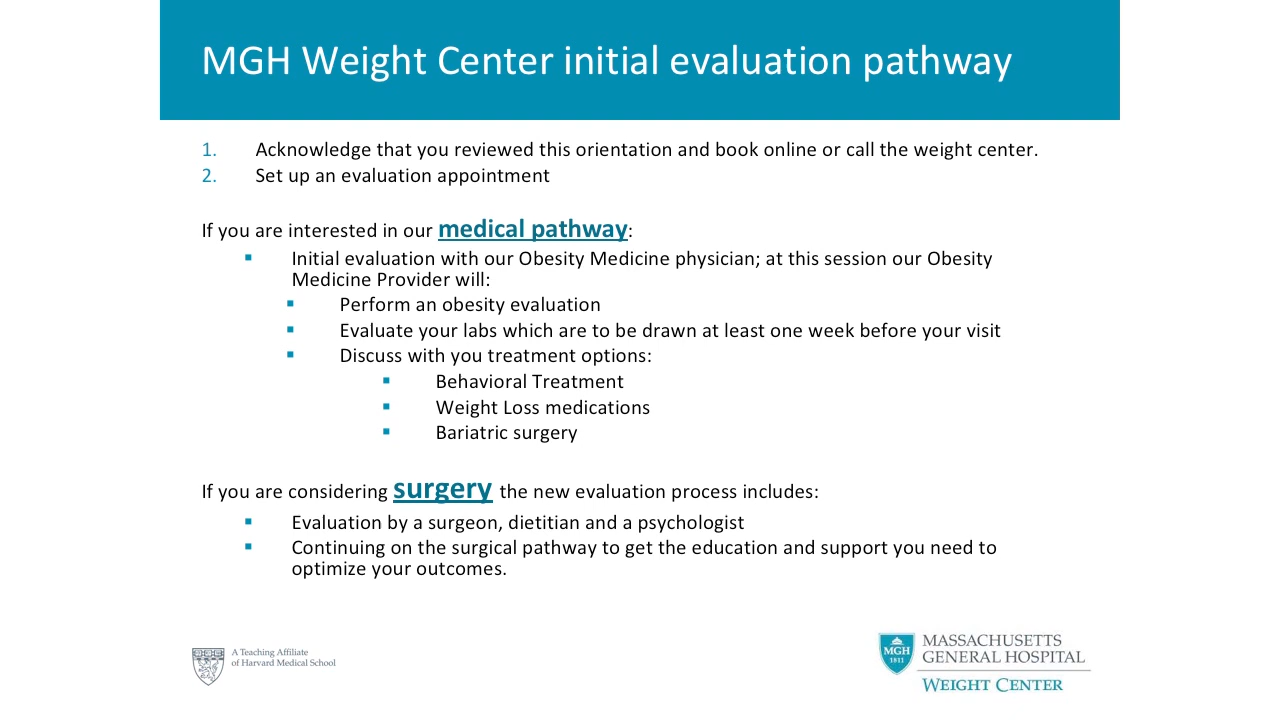 MGH Weight Center initial evaluation pathway
1. Acknowledge that you reviewed this orientation and book online or call the weight center.
2. Set up an evaluation appointment
If you are interested in our medical pathway:
▪ Initial evaluation with our Obesity Medicine physician; at this session our Obesity
Medicine Provider will:
▪ Perform an obesity evaluation
▪ Evaluate your labs which are to be drawn at least one week before your visit
▪ Discuss with you treatment options:
▪ Behavioral Treatment
▪ Weight Loss medications
▪ Bariatric surgery
If you are considering surgery the new evaluation process includes:
▪ Evaluation by a surgeon, dietitian and a psychologist
▪ Continuing on the surgical pathway to get the education and support you need to
optimize your outcomes.
A Teaching Affiliate
of Harvard Medical School
MGH
1811
MASSACHUSETTS
GENERAL HOSPITAL
WEIGHT CENTER